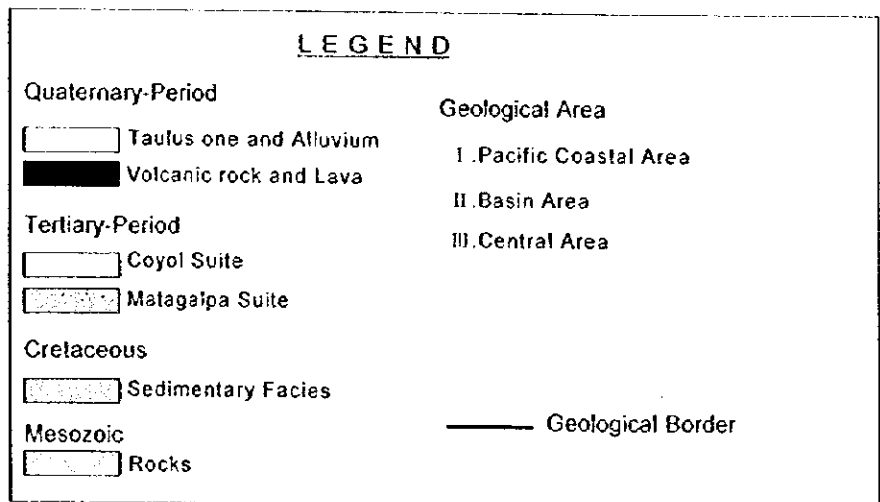 LEGEND
Quaternary-Period
Taulus one and Alluvium
Volcanic rock and Lava
Tertiary-Period
Coyol Suite
Matagalpa Suite
Cretaceous
Sedimentary Facies
Mesozoic
Rocks
Geological Area
I .Pacific Coastal Area
II .Basin Area
III.Central Area
Geological Border